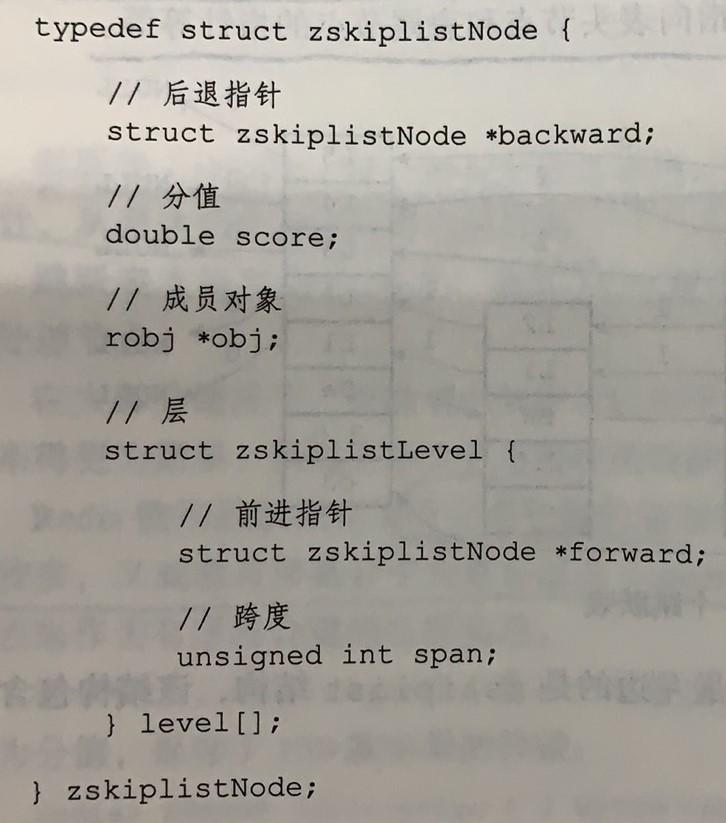 typedef struct zskiplistNode {
// 后退指针
struct zskiplistNode *backward;
// 分值
double score;
// 成员对象
robj *obj;
// 层
struct zskiplistLevel {
// 前进指针
struct zskiplistNode *forward;
// 跨度
unsigned int span;
} level[];
} zskiplistNode;